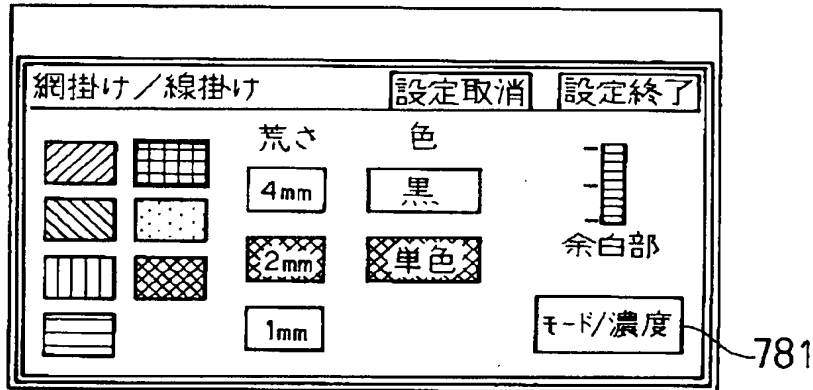 網掛け／線掛け 設定取消 設定終了
荒さ 色
4mm 黒
2mm 単色
余白部
1mm モード/濃度
781